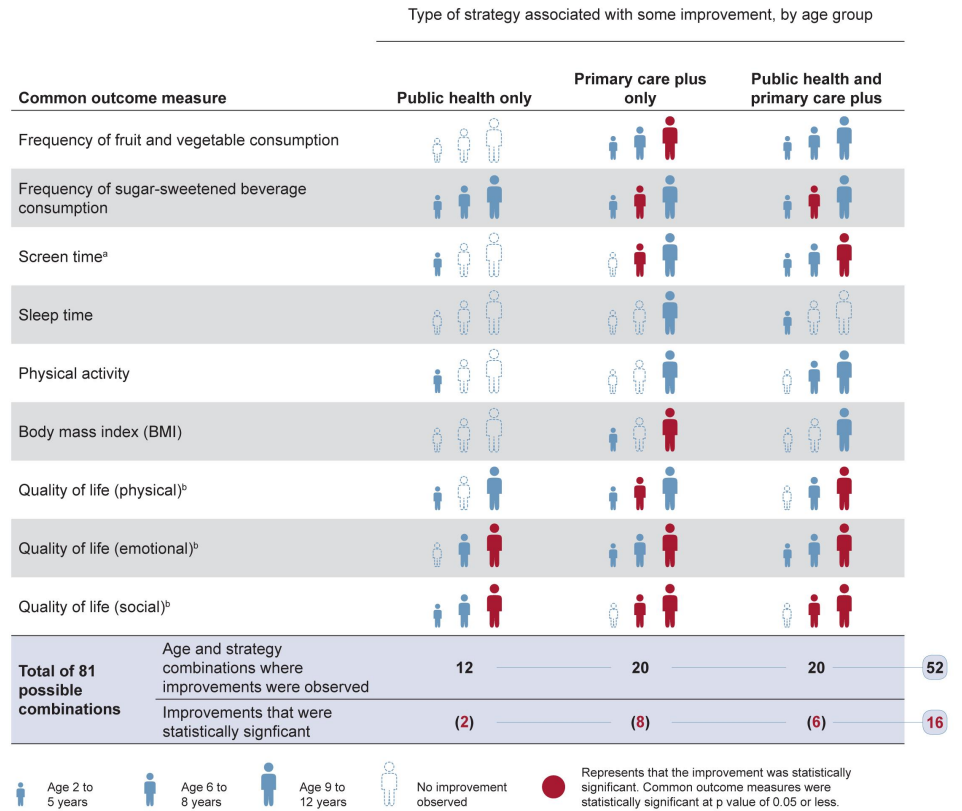 Type of strategy associated with some improvement, by age group
Common outcome measure
Public health only
Primary care plus
only
Public health and
primary care plus
Frequency of fruit and vegetable consumption
Frequency of sugar-sweetened beverage
consumption
Screen timeᵃ
Sleep time
Physical activity
Body mass index (BMI)
Quality of life (physical)ᵇ
Quality of life (emotional)ᵇ
Quality of life (social)ᵇ
Total of 81
possible
combinations
Age and strategy
combinations where
improvements were observed
12
20
20
52
Improvements that were
statistically signficant
(2)
(8)
(6)
16
Age 2 to
5 years
Age 6 to
8 years
Age 9 to
12 years
No improvement
observed
Represents that the improvement was statistically
significant. Common outcome measures were
statistically significant at p value of 0.05 or less.